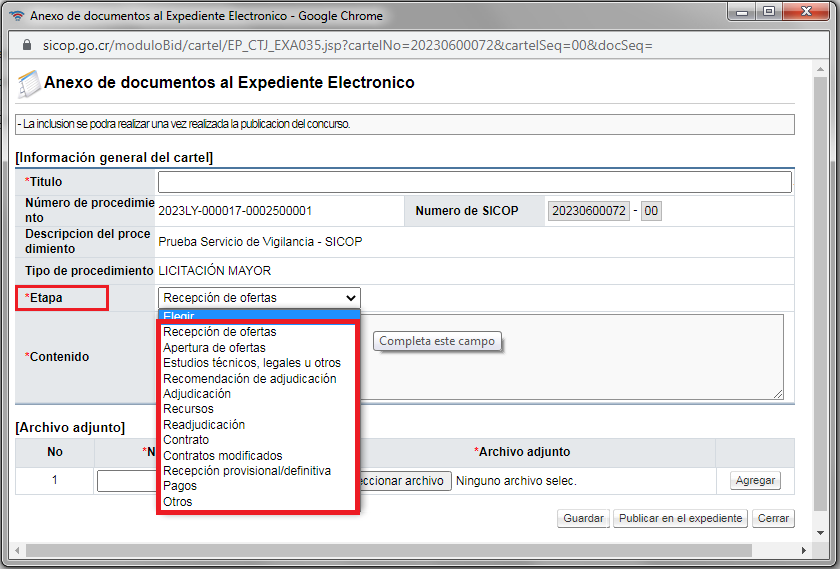 Anexo de documentos al Expediente Electronico - Google Chrome
sicop.go.cr/moduloBid/cartel/EP_CTJ_EXA035.jsp?cartelNo=20230600072&cartelSeq=00&docSeq=
Anexo de documentos al Expediente Electronico
- La inclusion se podra realizar una vez realizada la publicacion del concurso.
[Información general del cartel]
*Titulo
Número de procedimie
nto
2023LY-000017-0002500001
Numero de SICOP
20230600072 - 00
Descripcion del proce
dimiento
Prueba Servicio de Vigilancia - SICOP
Tipo de procedimiento
LICITACIÓN MAYOR
*Etapa
Recepción de ofertas
Elegir
Recepción de ofertas
Apertura de ofertas
Estudios técnicos, legales u otros
Recomendación de adjudicación
Adjudicación
Recursos
Readjudicación
Contrato
Contratos modificados
Recepción provisional/definitiva
Pagos
Otros
*Contenido
Completa este campo
[Archivo adjunto]
No
*N
*Archivo adjunto
1
eccionar archivo
Ninguno archivo selec.
Agregar
Guardar
Publicar en el expediente
Cerrar